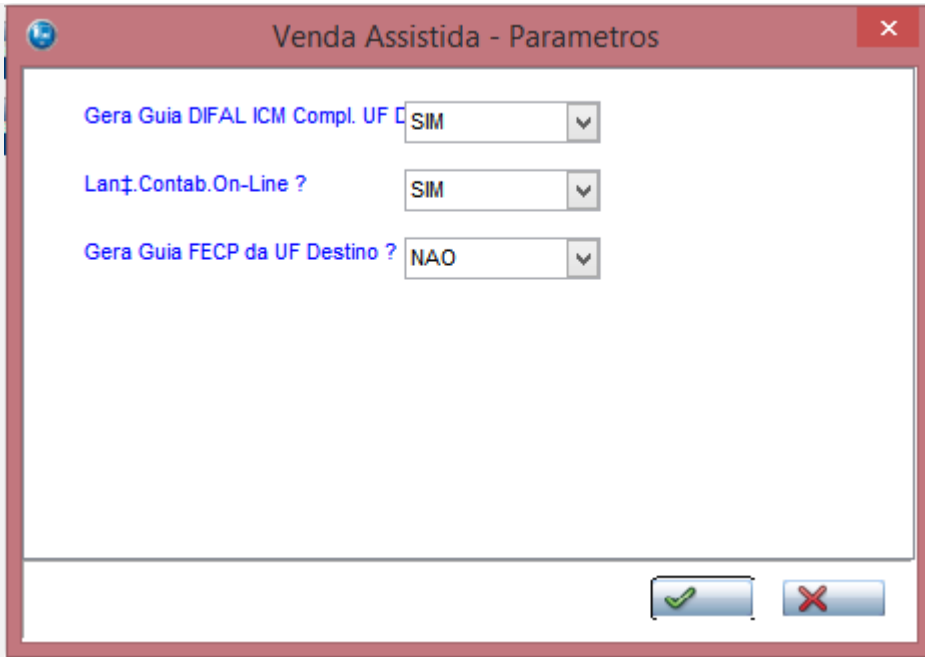 Venda Assistida - Parametros
Gera Guia DIFAL ICM Compl. UF D SIM
Lan‡.Contab.On-Line ? SIM
Gera Guia FECP da UF Destino ? NAO